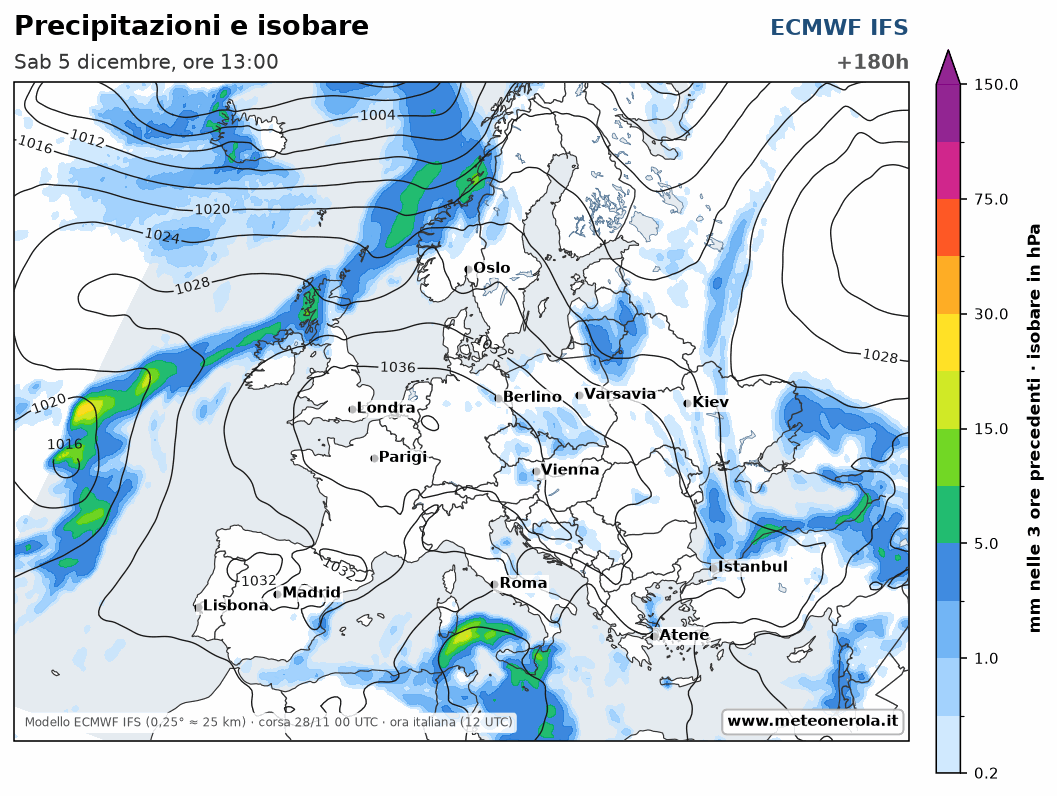 Precipitazioni e isobare
ECMWF IFS
Sab 5 dicembre, ore 13:00
+180h
1004
1012
1016
1020
1024
1028
1036
1028
1020
1016
1032
1032
Oslo
Berlino
Varsavia
Kiev
Londra
Parigi
Vienna
Roma
Istanbul
Madrid
Lisbona
Atene
Modello ECMWF IFS (0,25° ≈ 25 km) · corsa 28/11 00 UTC · ora italiana (12 UTC)
www.meteonerola.it
150.0
75.0
30.0
15.0
5.0
1.0
0.2
mm nelle 3 ore precedenti · isobare in hPa